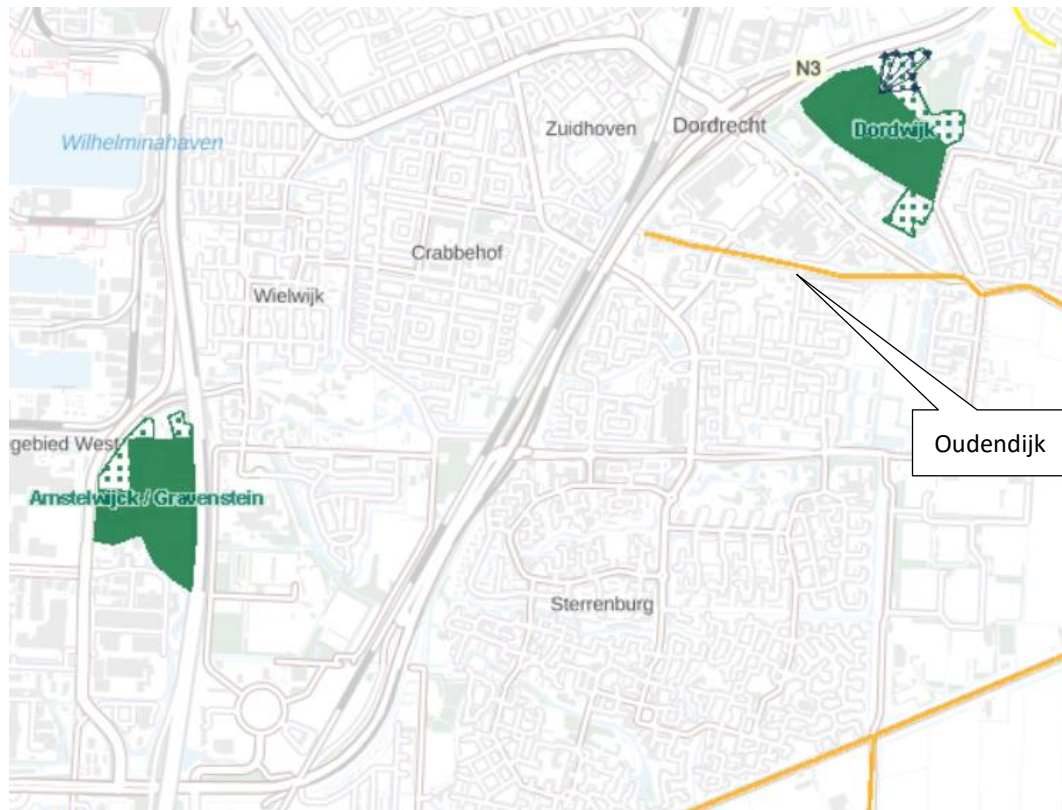 N3
Zuidhoven
Dordrecht
Dordwijk
Wilhelminahaven
Crabbehof
Wielwijk
Oudendijk
gebied West
Amstelwijck / Gravenstein
Sterrenburg